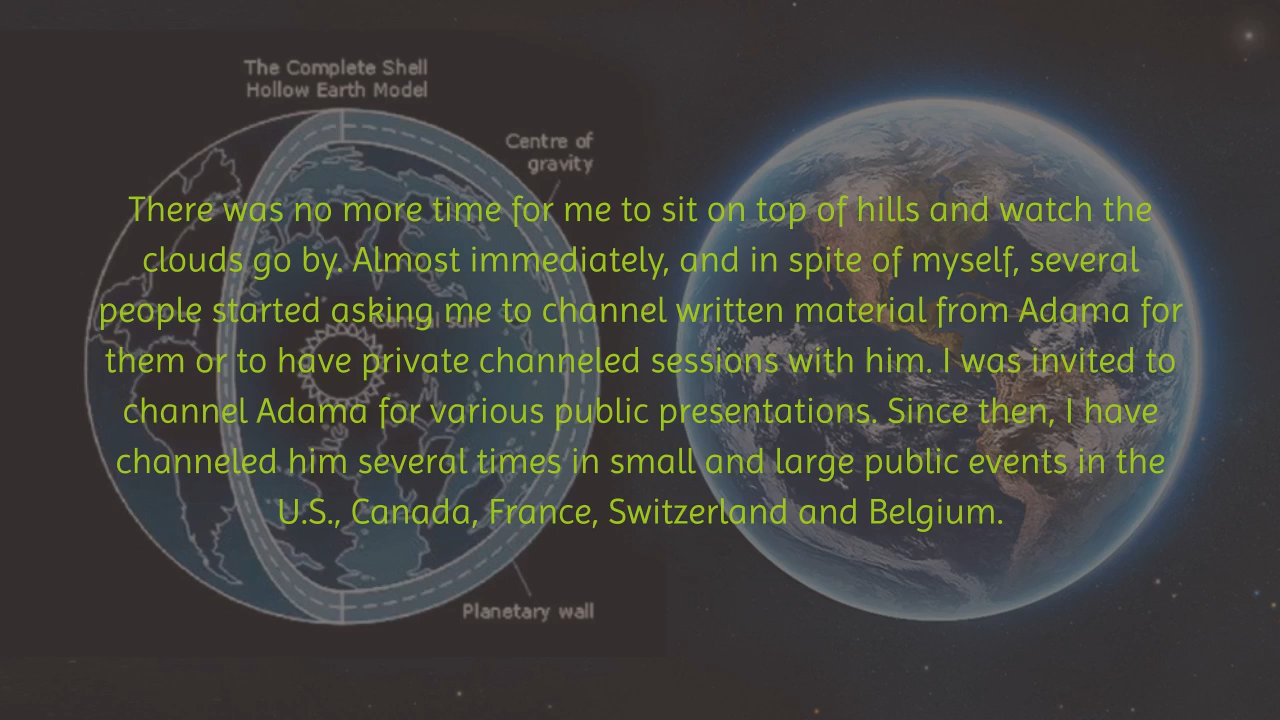 The Complete Shell
Hollow Earth Model
Centre of
gravity
There was no more time for me to sit on top of hills and watch the
clouds go by. Almost immediately, and in spite of myself, several
people started asking me to channel written material from Adama for
Central sun
them or to have private channeled sessions with him. I was invited to
channel Adama for various public presentations. Since then, I have
channeled him several times in small and large public events in the
U.S., Canada, France, Switzerland and Belgium.
Planetary wall